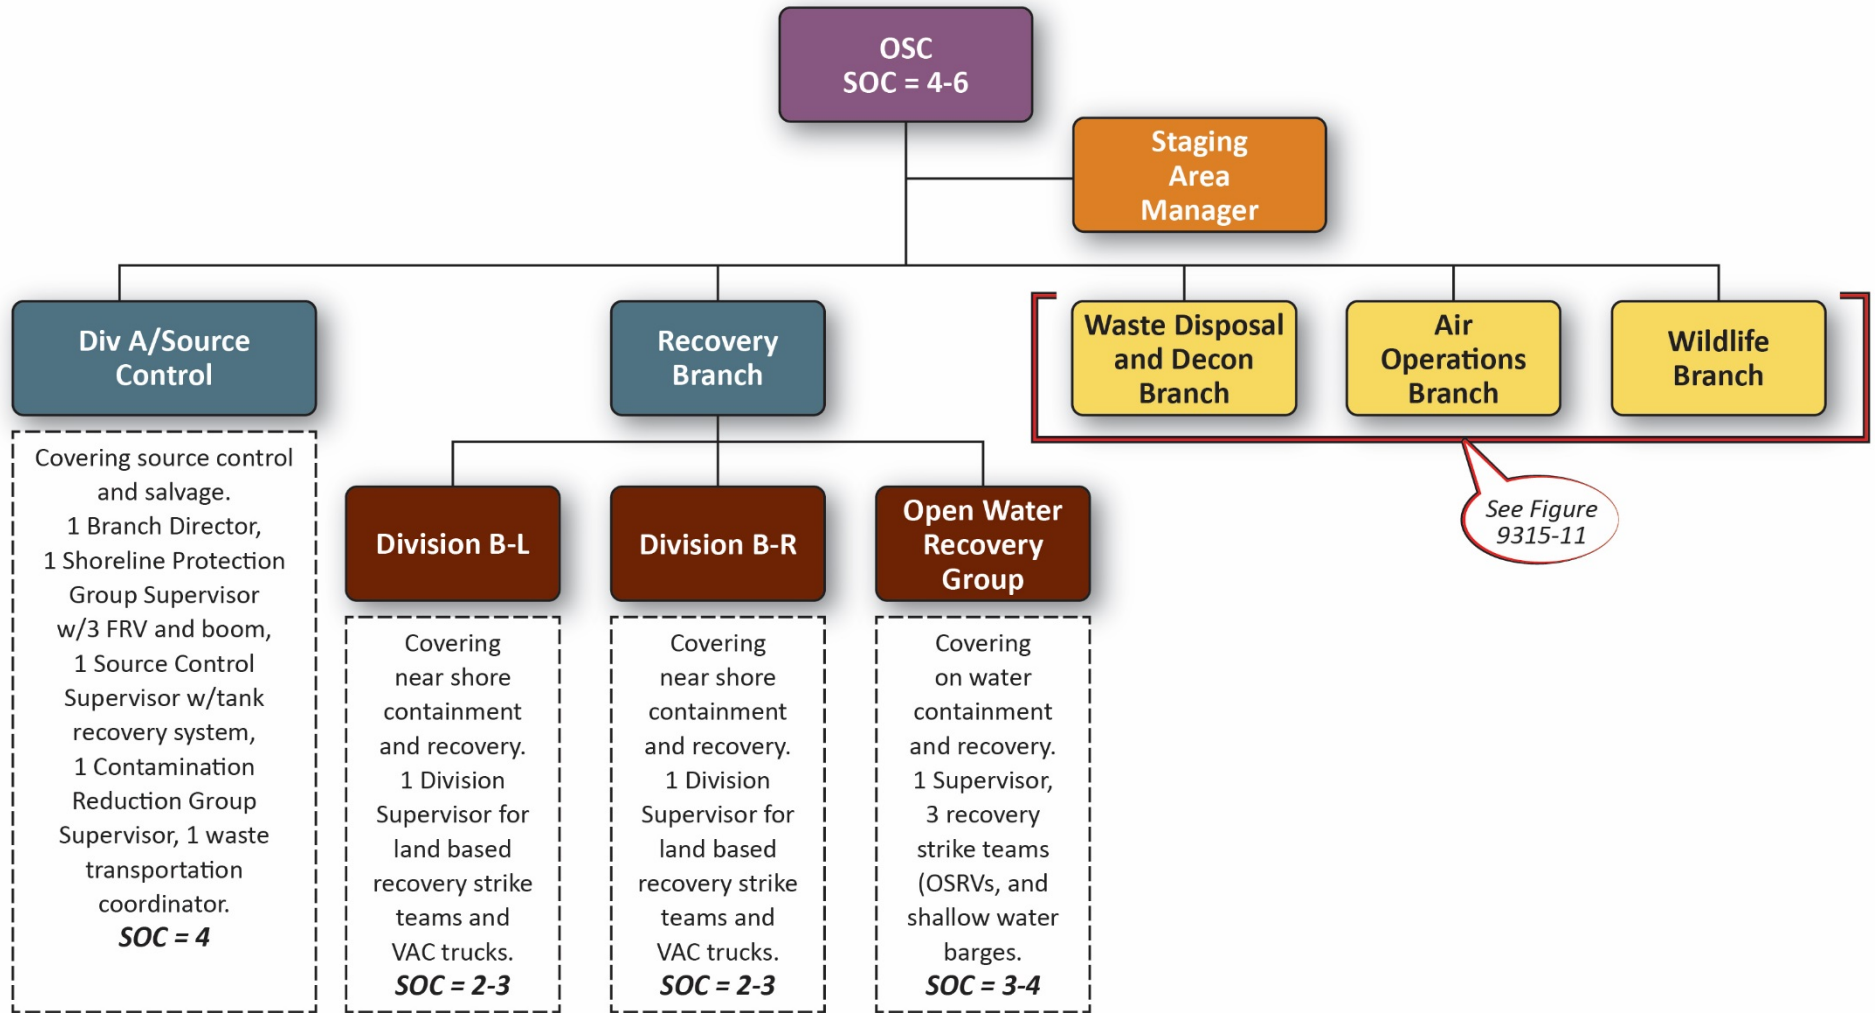 OSC
SOC = 4-6
Staging
Area
Manager
Div A/Source
Control
Recovery
Branch
Waste Disposal
and Decon
Branch
Air
Operations
Branch
Wildlife
Branch
Covering source control
and salvage.
1 Branch Director,
1 Shoreline Protection
Group Supervisor
w/3 FRV and boom,
1 Source Control
Supervisor w/tank
recovery system,
1 Contamination
Reduction Group
Supervisor, 1 waste
transportation
coordinator.
SOC = 4
Division B-L
Division B-R
Open Water
Recovery
Group
See Figure
9315-11
Covering
near shore
containment
and recovery.
1 Division
Supervisor for
land based
recovery strike
teams and
VAC trucks.
SOC = 2-3
Covering
near shore
containment
and recovery.
1 Division
Supervisor for
land based
recovery strike
teams and
VAC trucks.
SOC = 2-3
Covering
on water
containment
and recovery.
1 Supervisor,
3 recovery
strike teams
(OSRVs, and
shallow water
barges.
SOC = 3-4